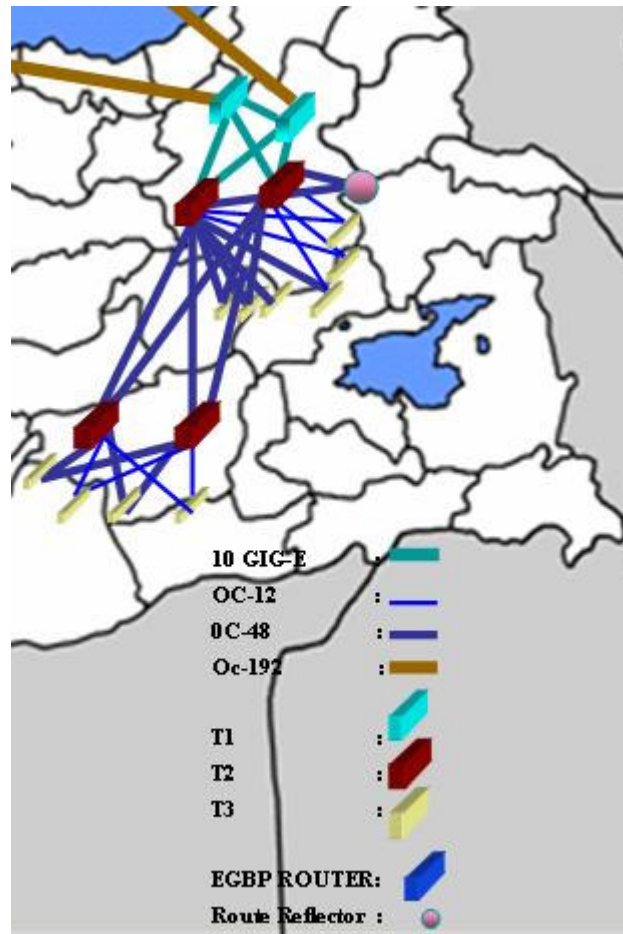 10 GIG-E :
OC-12 :
0C-48 :
Oc-192 :
T1 :
T2 :
T3 :
EGBP ROUTER:
Route Reflector :